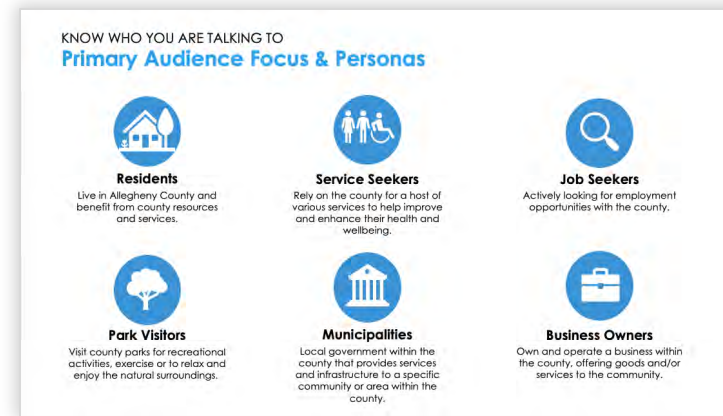 KNOW WHO YOU ARE TALKING TO
Primary Audience Focus & Personas
Residents
Live in Allegheny County and
benefit from county resources
and services.
Service Seekers
Rely on the county for a host of
various services to help improve
and enhance their health and
wellbeing.
Job Seekers
Actively looking for employment
opportunities with the county.
Park Visitors
Visit county parks for recreational
activities, exercise or to relax and
enjoy the natural surroundings.
Municipalities
Local government within the
county that provides services
and infrastructure to a specific
community or area within the
county.
Business Owners
Own and operate a business within
the county, offering goods and/or
services to the community.